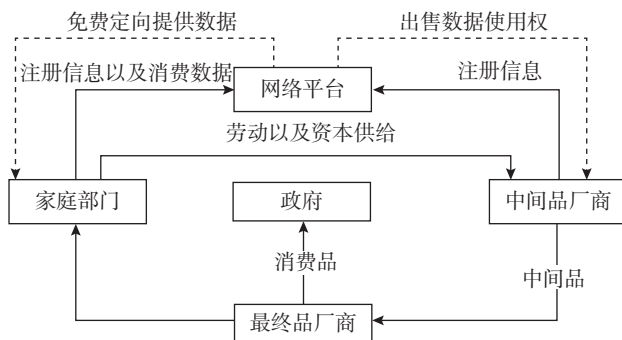 免费定向提供数据
出售数据使用权
注册信息以及消费数据
网络平台
注册信息
劳动以及资本供给
家庭部门
政府
中间品厂商
消费品
中间品
最终品厂商